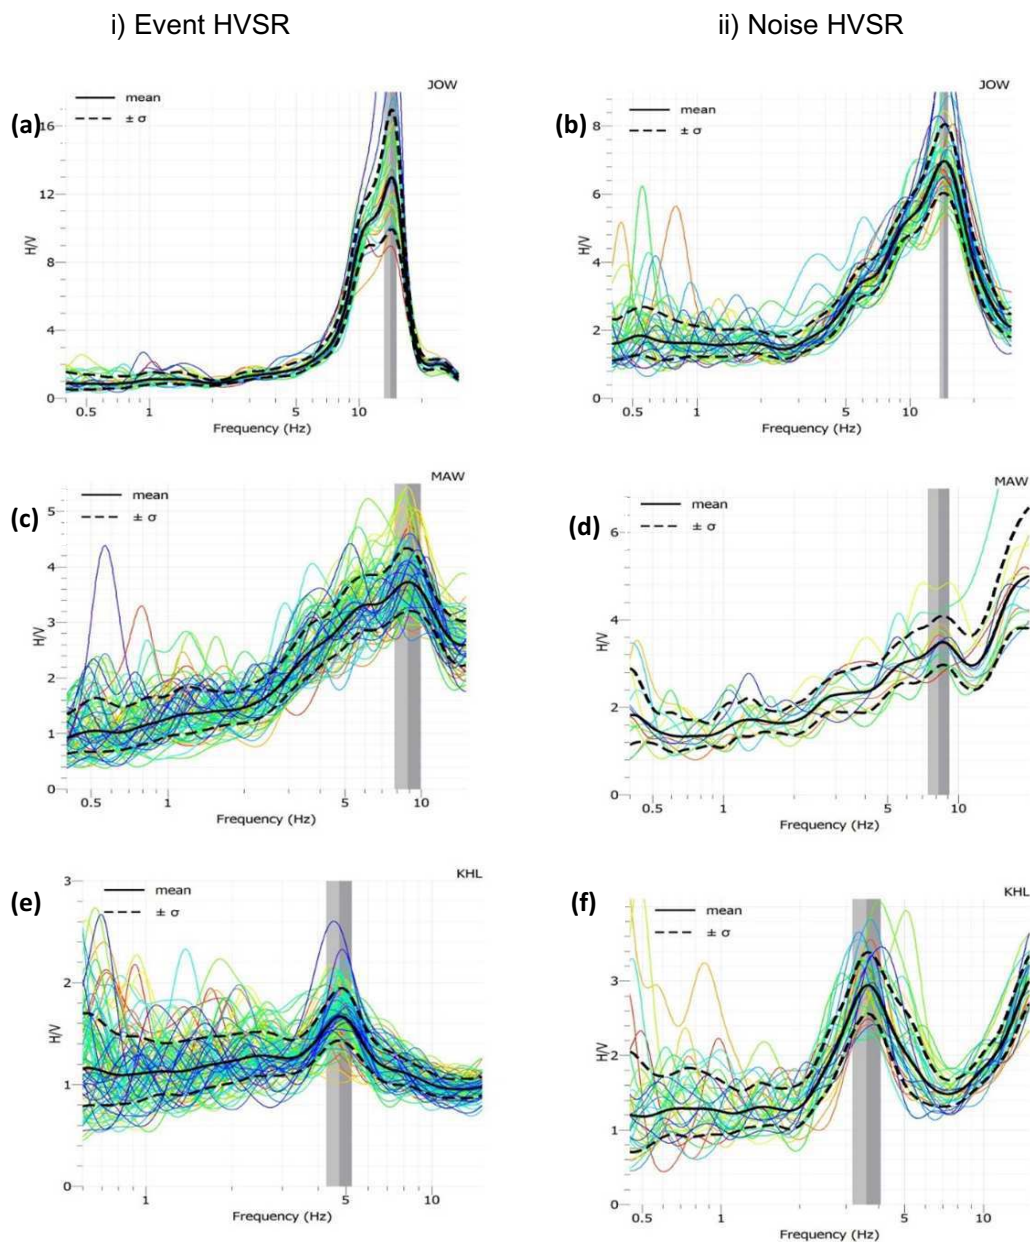 i) Event HVSR
ii) Noise HVSR
(a)
JOW
mean
± σ
16
12
8
4
0
H/V
0.5 1 5 10
Frequency (Hz)
(b)
JOW
mean
± σ
8
6
4
2
0
H/V
0.5 1 5 10
Frequency (Hz)
(c)
MAW
mean
± σ
5
4
3
2
1
0
H/V
0.5 1 5 10
Frequency (Hz)
(d)
MAW
mean
± σ
6
4
2
0
H/V
0.5 1 5 10
Frequency (Hz)
(e)
KHL
mean
± σ
3
2
1
0
H/V
1 5 10
Frequency (Hz)
(f)
KHL
mean
± σ
3
2
1
0
H/V
0.5 1 5 10
Frequency (Hz)